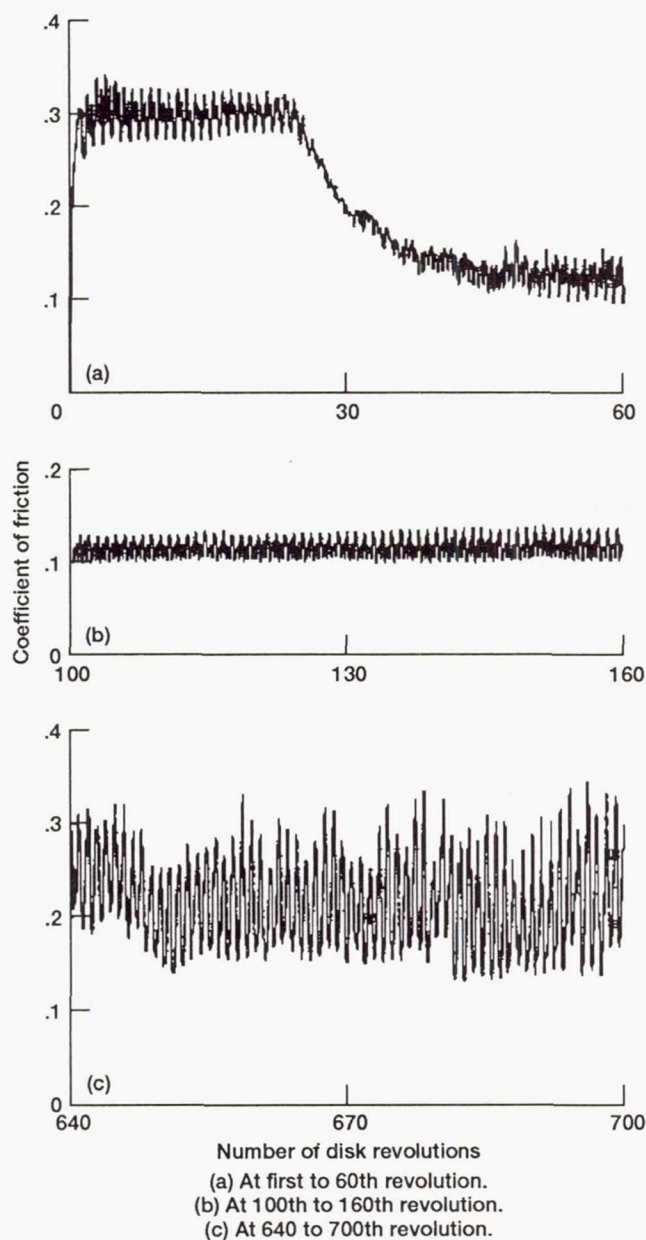 .4
.3
.2
.1
(a)
0 30 60
Coefficient of friction
.2
.1
0
(b)
100 130 160
.4
.3
.2
.1
0
(c)
640 670 700
Number of disk revolutions
(a) At first to 60th revolution.
(b) At 100th to 160th revolution.
(c) At 640 to 700th revolution.